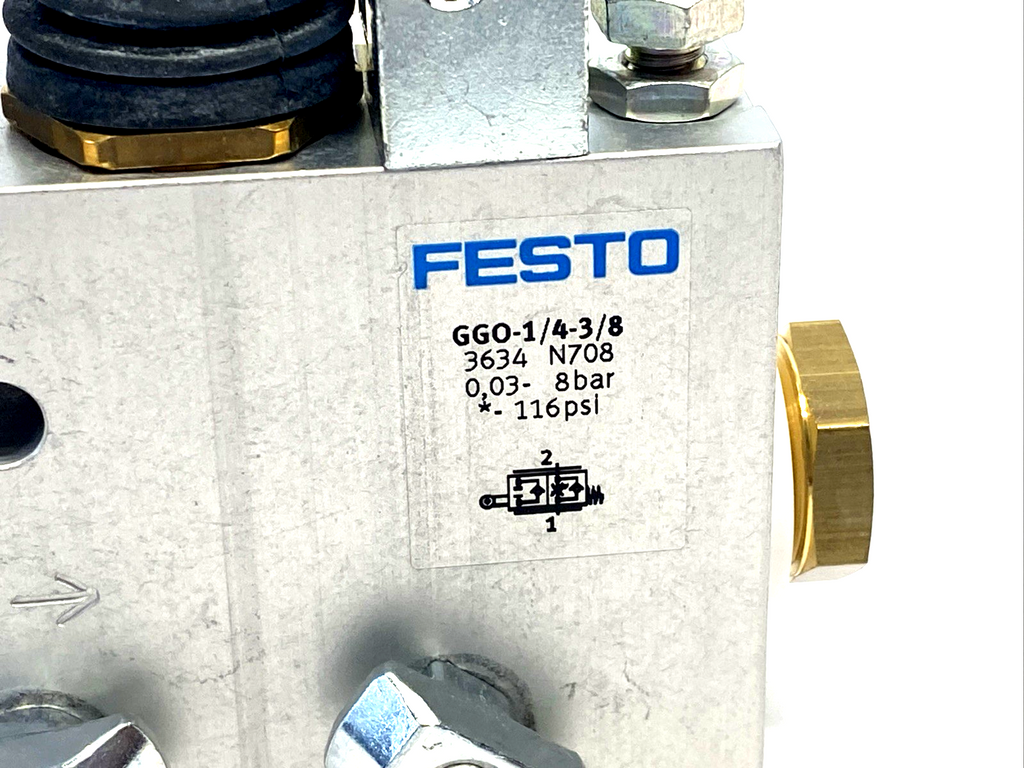 FESTO
GGO-1/4-3/8
3634 N708
0,03- 8bar
*- 116psi
2
1